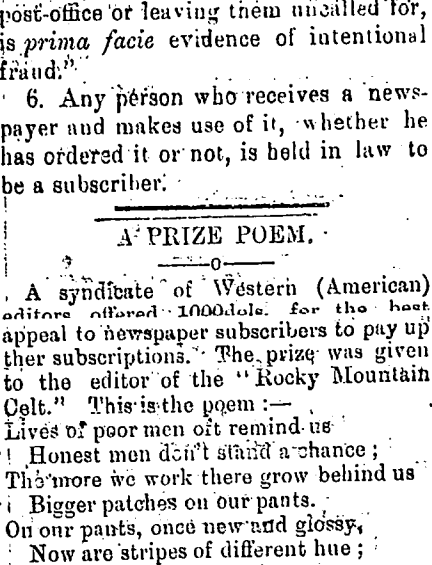 post-office or leaving them uncalled for,
is prima facie evidence of intentional
fraud."
6. Any person who receives a news-
payer and makes use of it, whether he
has ordered it or not, is held in law to
be a subscriber.
A PRIZE POEM.
—o—
A syndicate of Western (American)
editors offered 1000dols. for the best
appeal to newspaper subscribers to pay up
ther subscriptions. The prize was given
to the editor of the "Rocky Mountain
Celt." This is the poem :—
Lives of poor men oft remind us
Honest men don't stand a chance ;
The more we work there grow behind us
Bigger patches on our pants.
On our pants, once new and glossy,
Now are stripes of different hue ;